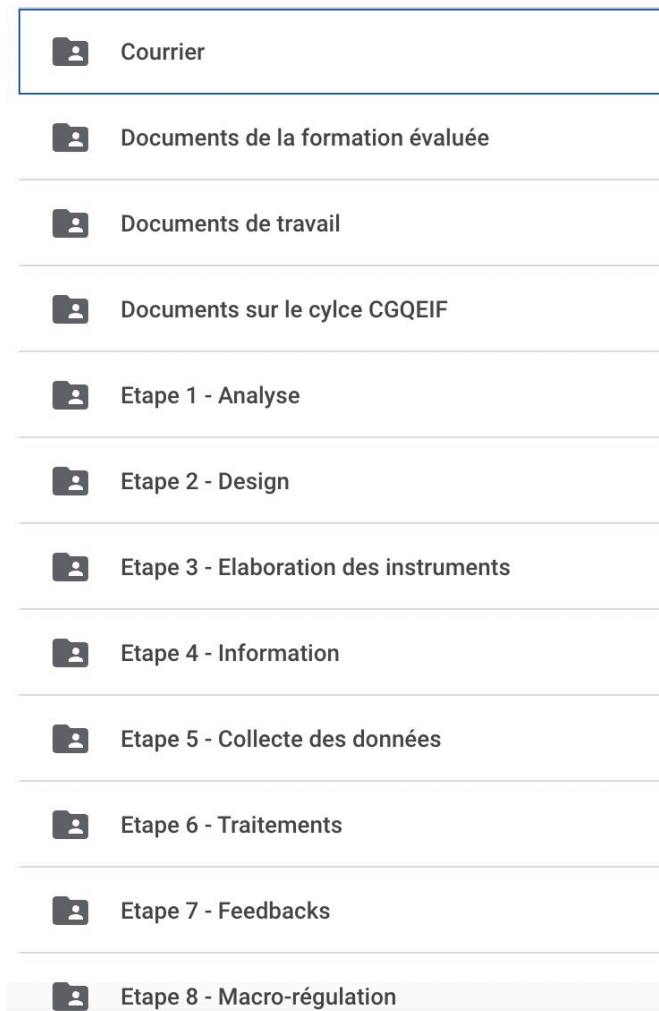 Courrier
Documents de la formation évaluée
Documents de travail
Documents sur le cylce CGQEIF
Etape 1 - Analyse
Etape 2 - Design
Etape 3 - Elaboration des instruments
Etape 4 - Information
Etape 5 - Collecte des données
Etape 6 - Traitements
Etape 7 - Feedbacks
Etape 8 - Macro-régulation